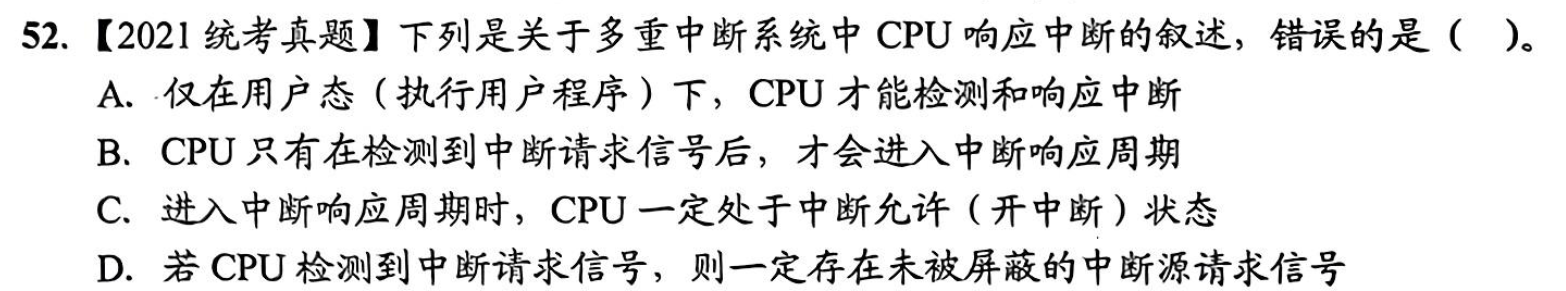 52. 【2021 统考真题】下列是关于多重中断系统中 CPU 响应中断的叙述，错误的是（ ）。
A. 仅在用户态（执行用户程序）下，CPU 才能检测和响应中断
B. CPU 只有在检测到中断请求信号后，才会进入中断响应周期
C. 进入中断响应周期时，CPU 一定处于中断允许（开中断）状态
D. 若 CPU 检测到中断请求信号，则一定存在未被屏蔽的中断源请求信号